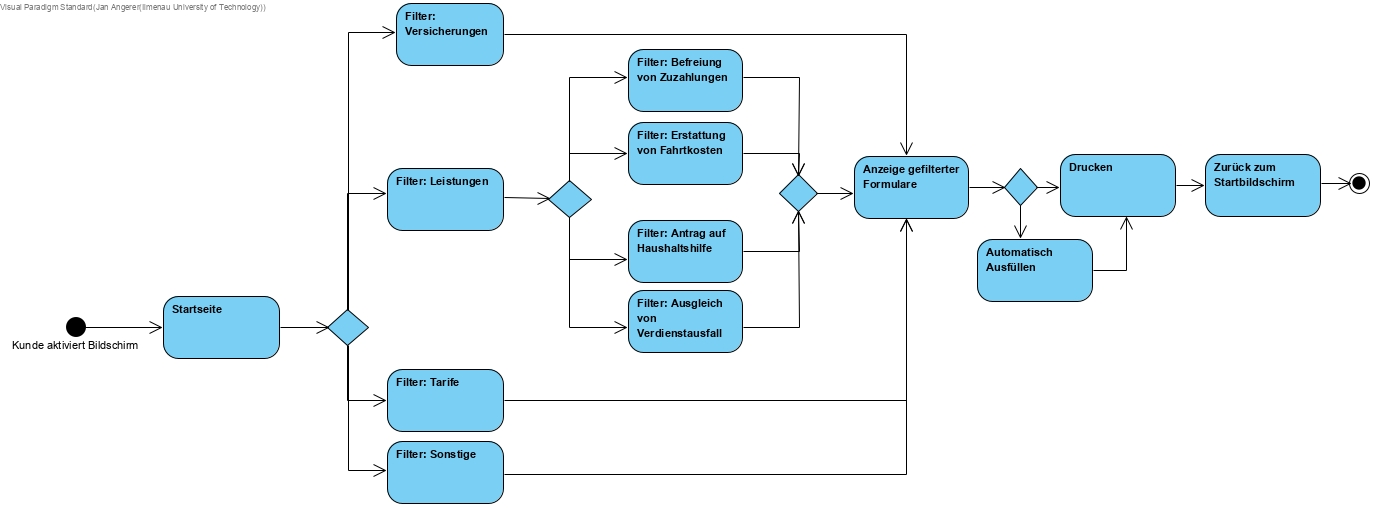 Visual Paradigm Standard(Jan Angerer(Ilmenau University of Technology))
Filter:
Versicherungen
Filter: Befreiung
von Zuzahlungen
Filter: Erstattung
von Fahrtkosten
Filter: Leistungen
Anzeige gefilterter
Formulare
Drucken
Zurück zum
Startbildschirm
Filter: Antrag auf
Haushaltshilfe
Automatisch
Ausfüllen
Filter: Ausgleich
von
Verdienstausfall
Startseite
Kunde aktiviert Bildschirm
Filter: Tarife
Filter: Sonstige